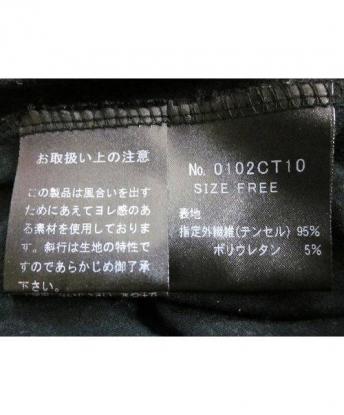 お取扱い上の注意
この製品は風合いを出す
ためにあえてヨレ感のあ
る素材を使用しておりま
す。斜行は生地の特性で
すのであらかじめ御了承
下さいませ。
No. 0102CT10
SIZE FREE
表地
指定外繊維(テンセル) 95%
ポリウレタン 5%